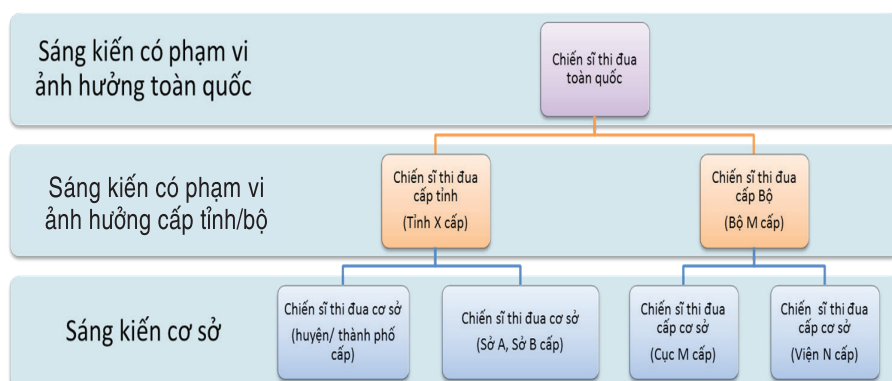 Sáng kiến có phạm vi
ảnh hưởng toàn quốc
Chiến sĩ thi đua
toàn quốc
Sáng kiến có phạm vi
ảnh hưởng cấp tỉnh/bộ
Chiến sĩ thi đua
cấp tỉnh
(Tỉnh X cấp)
Chiến sĩ thi đua
cấp Bộ
(Bộ M cấp)
Sáng kiến cơ sở
Chiến sĩ thi đua cơ sở
(huyện/ thành phố
cấp)
Chiến sĩ thi đua cơ sở
(Sở A, Sở B cấp)
Chiến sĩ thi đua
cấp cơ sở
(Cục M cấp)
Chiến sĩ thi đua
cấp cơ sở
(Viện N cấp)